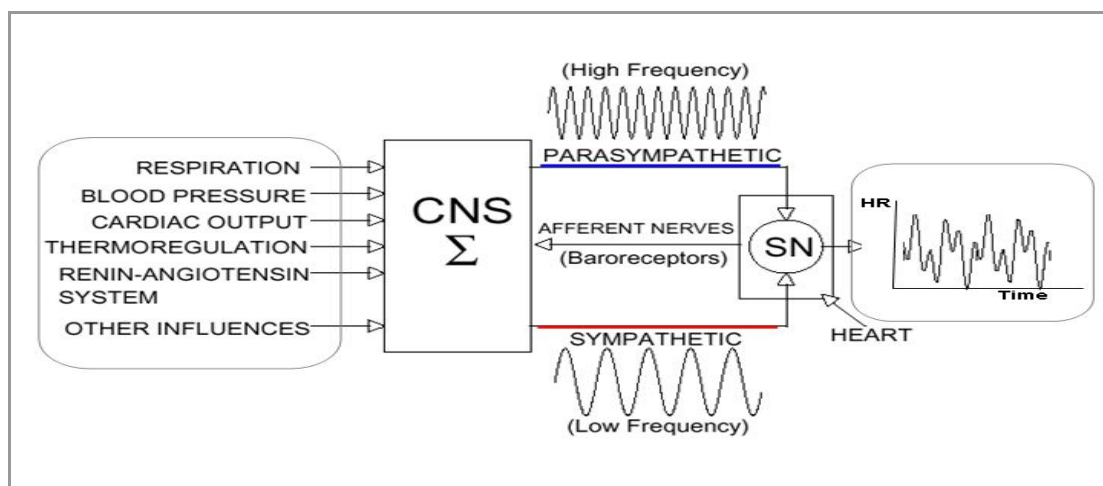 (High Frequency)
PARASYMPATHETIC
RESPIRATION
BLOOD PRESSURE
CARDIAC OUTPUT
THERMOREGULATION
RENIN-ANGIOTENSIN
SYSTEM
OTHER INFLUENCES
CNS
Σ
AFFERENT NERVES
(Baroreceptors)
SN
HR
Time
HEART
SYMPATHETIC
(Low Frequency)